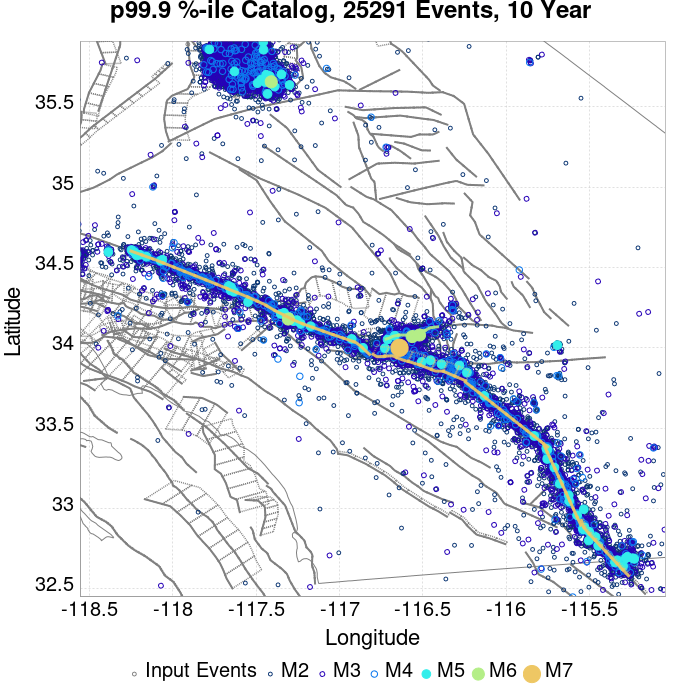 p99.9 %-ile Catalog, 25291 Events, 10 Year
35.5
35
34.5
34
33.5
33
32.5
Latitude
-118.5 -118 -117.5 -117 -116.5 -116 -115.5
Longitude
Input Events M2 M3 M4 M5 M6 M7